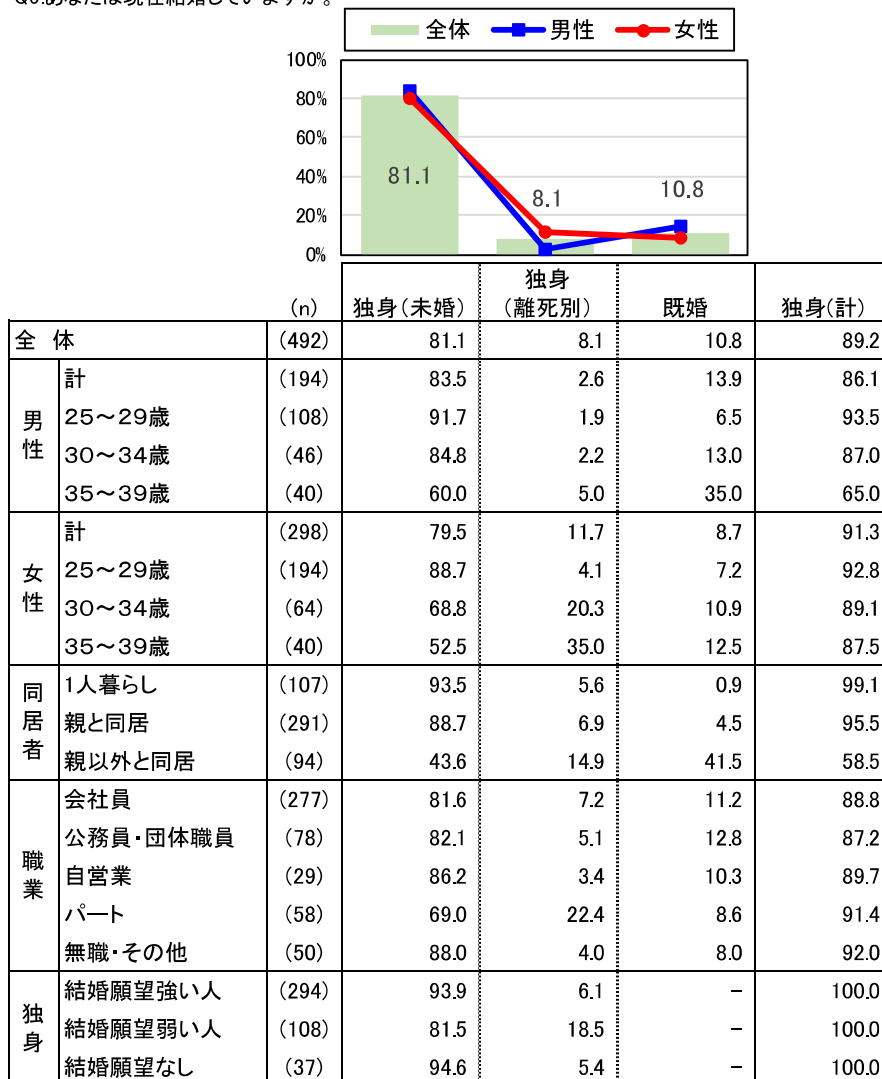 全体 男性 女性
100%
80%
60%
40%
20%
0%
81.1 8.1 10.8
(n) 独身(未婚) 独身(離死別) 既婚 独身(計)
全 体 (492) 81.1 8.1 10.8 89.2
男性
計 (194) 83.5 2.6 13.9 86.1
25～29歳 (108) 91.7 1.9 6.5 93.5
30～34歳 (46) 84.8 2.2 13.0 87.0
35～39歳 (40) 60.0 5.0 35.0 65.0
女性
計 (298) 79.5 11.7 8.7 91.3
25～29歳 (194) 88.7 4.1 7.2 92.8
30～34歳 (64) 68.8 20.3 10.9 89.1
35～39歳 (40) 52.5 35.0 12.5 87.5
同居者
1人暮らし (107) 93.5 5.6 0.9 99.1
親と同居 (291) 88.7 6.9 4.5 95.5
親以外と同居 (94) 43.6 14.9 41.5 58.5
職業
会社員 (277) 81.6 7.2 11.2 88.8
公務員・団体職員 (78) 82.1 5.1 12.8 87.2
自営業 (29) 86.2 3.4 10.3 89.7
パート (58) 69.0 22.4 8.6 91.4
無職・その他 (50) 88.0 4.0 8.0 92.0
独身
結婚願望強い人 (294) 93.9 6.1 – 100.0
結婚願望弱い人 (108) 81.5 18.5 – 100.0
結婚願望なし (37) 94.6 5.4 – 100.0